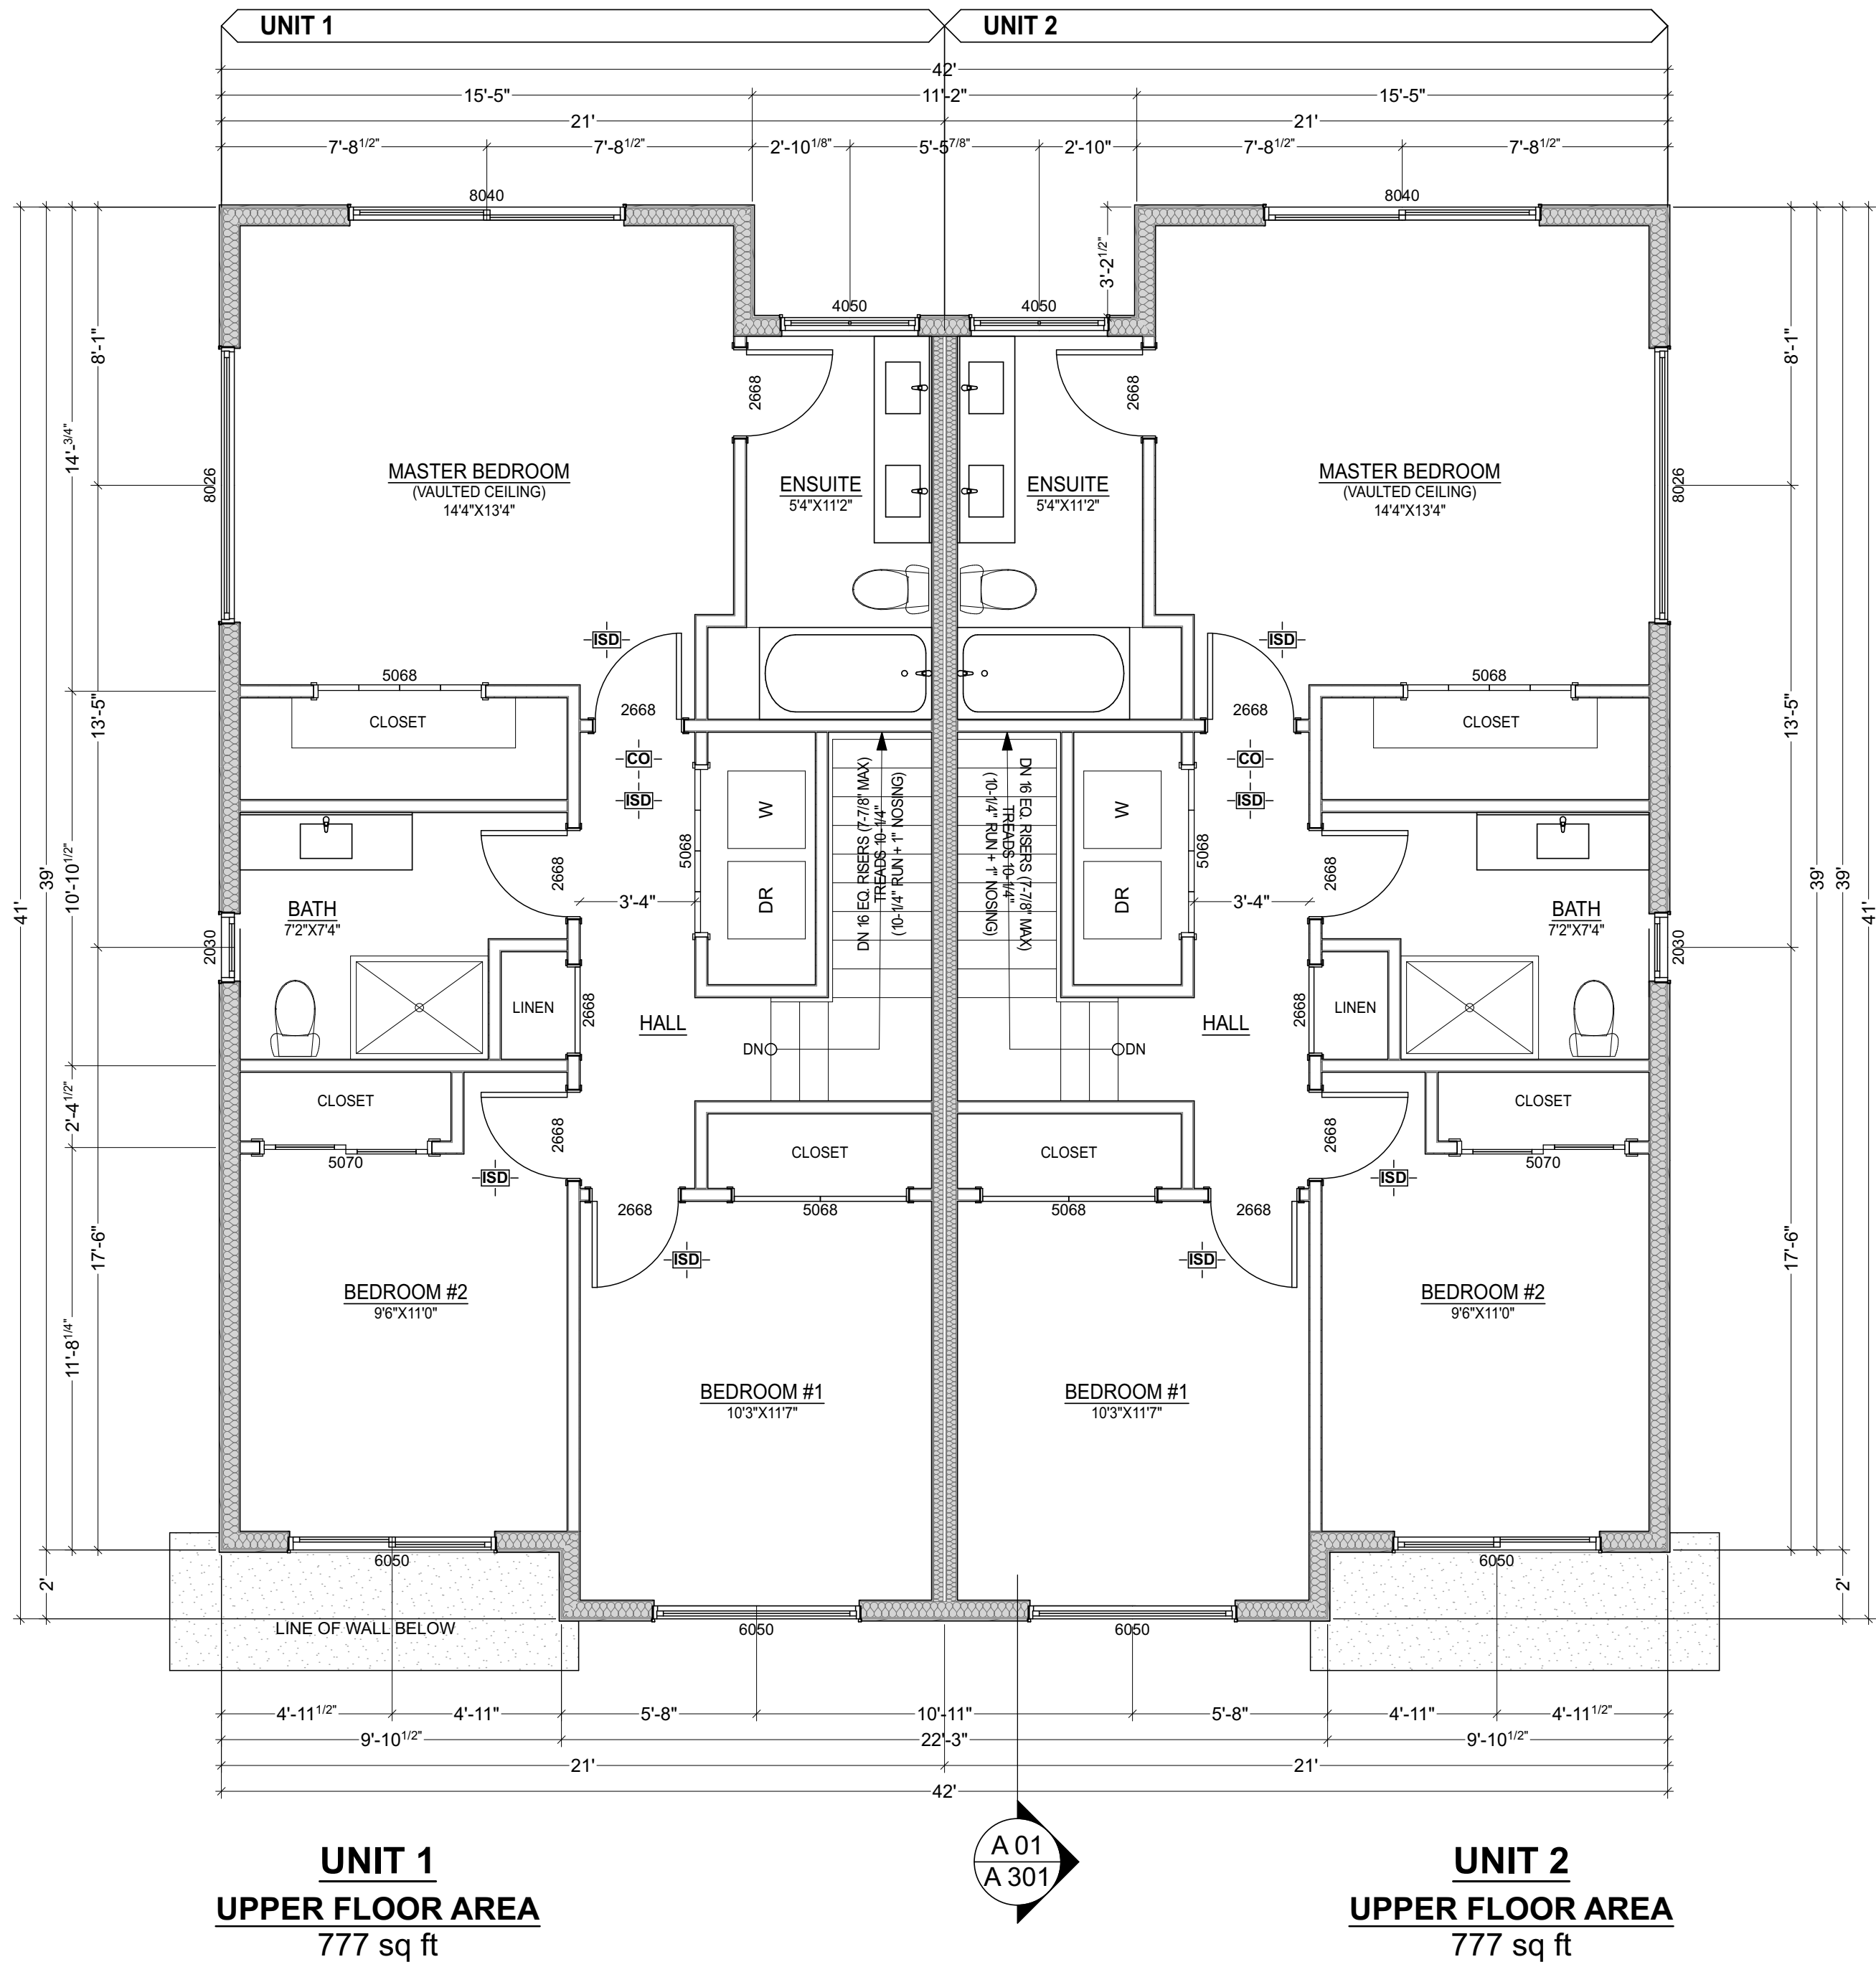 UNIT 1
UNIT 2
42'
15'-5"
11'-2"
15'-5"
21'
21'
7'-8 1/2"
7'-8 1/2"
2'-10 1/8"
5'-5 7/8"
2'-10"
7'-8 1/2"
7'-8 1/2"
8040
8040
3'-2 1/2"
4050
4050
8'-1"
8'-1"
2668
2668
14'-3/4"
8026
MASTER BEDROOM
(VAULTED CEILING)
14'4"X13'4"
ENSUITE
5'4"X11'2"
ENSUITE
5'4"X11'2"
MASTER BEDROOM
(VAULTED CEILING)
14'4"X13'4"
8026
ISD
ISD
5068
5068
2668
2668
CLOSET
CLOSET
13'-5"
13'-5"
CO
CO
ISD
ISD
W
W
5068
5068
DN 16 EQ. RISERS (7-7/8" MAX)
TREADS 10-1/4"
(10-1/4" RUN + 1" NOSING)
DN 16 EQ. RISERS (7-7/8" MAX)
TREADS 10-1/4"
(10-1/4" RUN + 1" NOSING)
2668
2668
DR
DR
3'-4"
3'-4"
41'
39'
10'-10 1/2"
39'
39'
41'
BATH
7'2"X7'4"
BATH
7'2"X7'4"
2030
2030
LINEN
2668
HALL
HALL
2668
LINEN
DN
DN
2'-4 1/2"
CLOSET
CLOSET
2668
2668
CLOSET
CLOSET
5070
5070
ISD
ISD
2668
5068
5068
2668
17'-6"
17'-6"
ISD
ISD
BEDROOM #2
9'6"X11'0"
BEDROOM #2
9'6"X11'0"
11'-8 1/4"
BEDROOM #1
10'3"X11'7"
BEDROOM #1
10'3"X11'7"
6050
6050
2'
2'
LINE OF WALL BELOW
6050
6050
4'-11 1/2"
4'-11"
5'-8"
10'-11"
5'-8"
4'-11"
4'-11 1/2"
9'-10 1/2"
22'-3"
9'-10 1/2"
21'
21'
42'
A 01
A 301
UNIT 1
UPPER FLOOR AREA
777 sq ft
UNIT 2
UPPER FLOOR AREA
777 sq ft